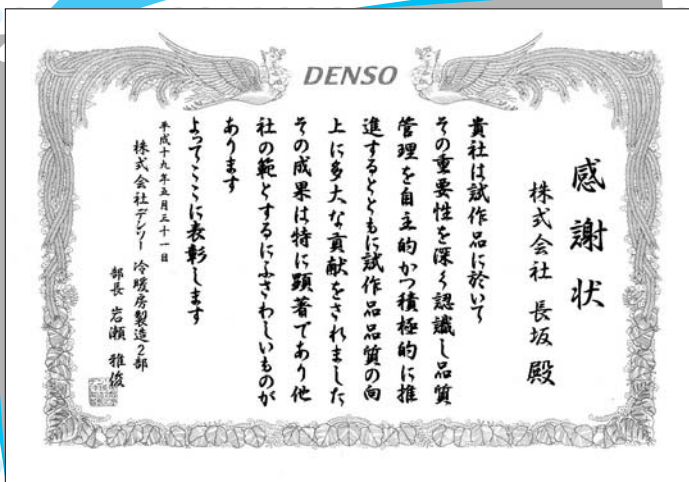 DENSO
感謝状
株式会社 長坂 殿
貴社は試作品に於いて
その重要性を深く認識し品質
管理を自主的かつ積極的に推
進するとともに試作品品質の向
上に多大な貢献をされました
その成果は特に顕著であり他
社の範とするにふさわしいものが
あります
よってここに表彰します
平成十九年五月三十一日
株式会社デンソー 冷暖房製造2部
部長 岩瀬 雅俊